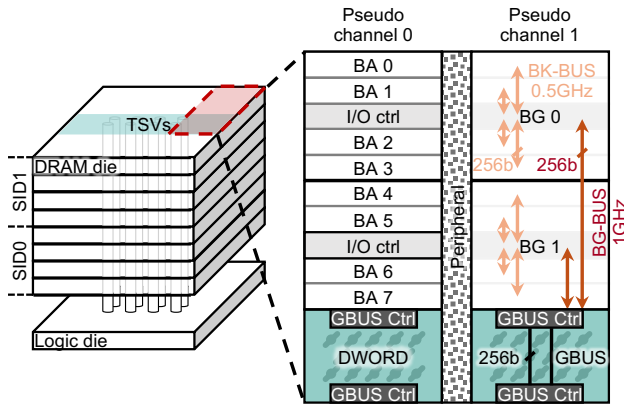 Pseudo
channel 0
Pseudo
channel 1
TSVs
DRAM die
SID1
SID0
Logic die
BA 0
BA 1
I/O ctrl
BA 2
BA 3
BA 4
BA 5
I/O ctrl
BA 6
BA 7
GBUS Ctrl
DWORD
GBUS Ctrl
Peripheral
BK-BUS
0.5GHz
BG 0
256b
256b
BG 1
BG-BUS
1GHz
GBUS Ctrl
256b
GBUS
GBUS Ctrl